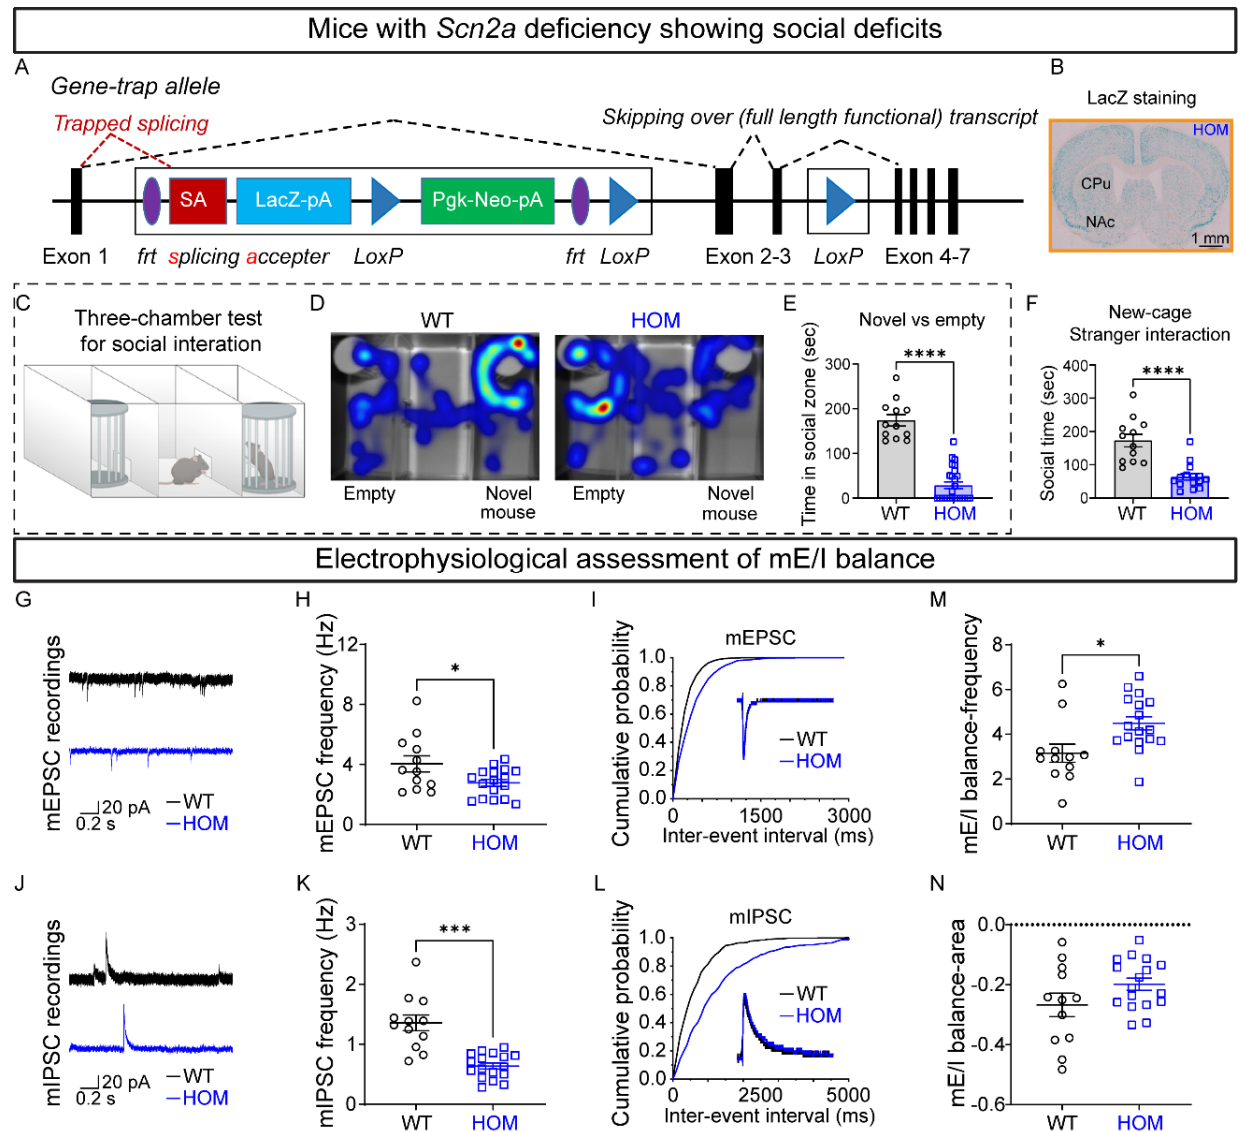 Mice with Scn2a deficiency showing social deficits
A
Gene-trap allele
Trapped splicing
Skipping over (full length functional) transcript
SA
LacZ-pA
Pgk-Neo-pA
Exon 1
frt
splicing accepter
LoxP
frt
LoxP
Exon 2-3
LoxP
Exon 4-7
B
LacZ staining
HOM
CPu
NAc
1 mm
C
Three-chamber test
for social interation
D
WT
HOM
Empty
Novel
mouse
Empty
Novel
mouse
E
Novel vs empty
Time in social zone (sec)
300
200
100
0
****
WT
HOM
F
New-cage
Stranger interaction
Social time (sec)
400
300
200
100
0
****
WT
HOM
Electrophysiological assessment of mE/I balance
G
mEPSC recordings
20 pA
0.2 s
WT
HOM
H
mEPSC frequency (Hz)
12
8
4
0
*
WT
HOM
I
mEPSC
Cumulative probability
1.0
0.8
0.6
0.4
0.2
0.0
WT
HOM
0
1500
3000
Inter-event interval (ms)
M
mE/I balance-frequency
8
6
4
2
0
*
WT
HOM
J
mIPSC recordings
20 pA
0.2 s
WT
HOM
K
mIPSC frequency (Hz)
3
2
1
0
***
WT
HOM
L
mIPSC
Cumulative probability
1.0
0.8
0.6
0.4
0.2
0.0
WT
HOM
0
2500
5000
Inter-event interval (ms)
N
mE/I balance-area
0.0
-0.2
-0.4
-0.6
WT
HOM